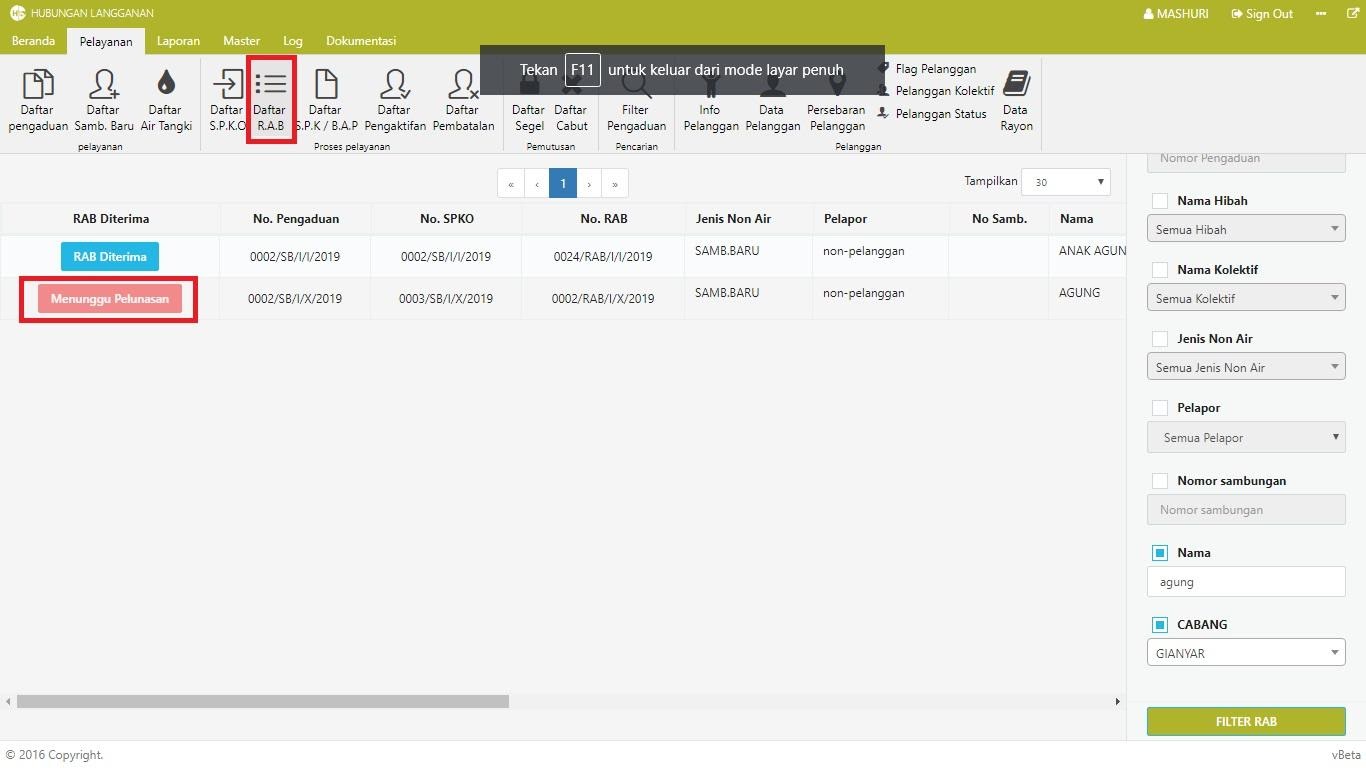 HUBUNGAN LANGGANAN
MASHURI Sign Out
Beranda Pelayanan Laporan Master Log Dokumentasi
Tekan F11 untuk keluar dari mode layar penuh
Daftar pengaduan
Daftar Samb. Baru
Daftar Air Tangki
pelayanan
Daftar S.P.K.O
Daftar R.A.B
Daftar S.P.K / B.A.P
Daftar Pengaktifan
Daftar Pembatalan
Proses pelayanan
Daftar Segel
Daftar Cabut
Pemutusan
Filter Pengaduan
Pencarian
Info Pelanggan
Data Pelanggan
Persebaran Pelanggan
Flag Pelanggan
Pelanggan Kolektif
Pelanggan Status
Data Rayon
Pelanggan
« ‹ 1 › »
Tampilkan 30
RAB Diterima No. Pengaduan No. SPKO No. RAB Jenis Non Air Pelapor No Samb. Nama
RAB Diterima 0002/SB/I/I/2019 0002/SB/I/I/2019 0024/RAB/I/I/2019 SAMB.BARU non-pelanggan ANAK AGUN
Menunggu Pelunasan 0002/SB/I/X/2019 0003/SB/I/X/2019 0002/RAB/I/X/2019 SAMB.BARU non-pelanggan AGUNG
Nomor Pengaduan
Nama Hibah
Semua Hibah
Nama Kolektif
Semua Kolektif
Jenis Non Air
Semua Jenis Non Air
Pelapor
Semua Pelapor
Nomor sambungan
Nomor sambungan
Nama
agung
CABANG
GIANYAR
FILTER RAB
© 2016 Copyright.
vBeta